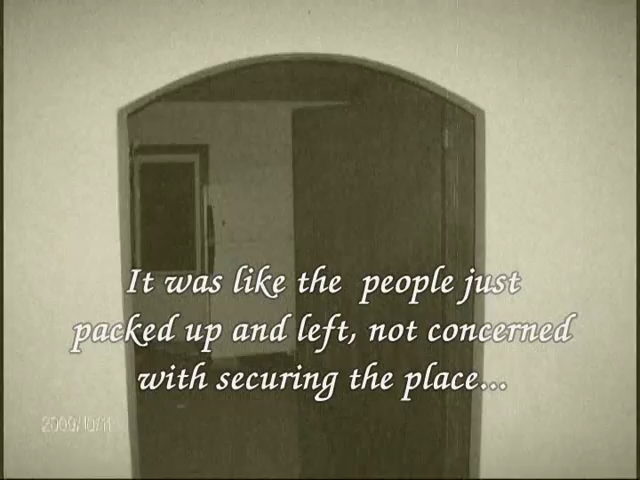 It was like the people just
packed up and left, not concerned
with securing the place...
2009/10/11